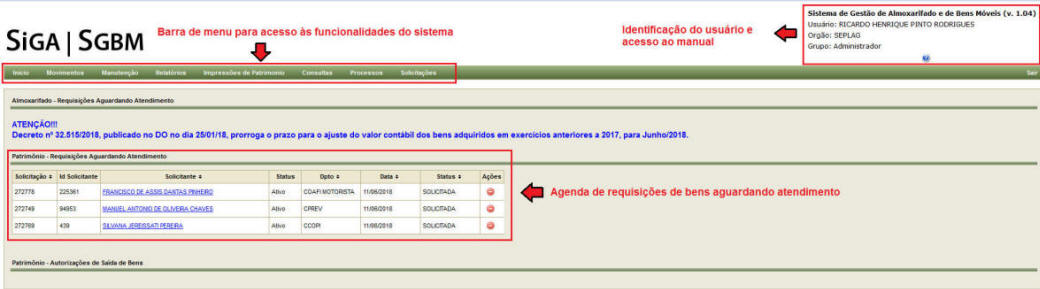 Sistema de Gestão de Almoxarifado e de Bens Móveis (v. 1.04)
Usuário: RICARDO HENRIQUE PINTO RODRIGUES
Orgão: SEPLAG
Grupo: Administrador
Identificação do usuário e
acesso ao manual
SIGA | SGBM
Barra de menu para acesso às funcionalidades do sistema
Início Movimentos Manutenção Relatórios Impressões de Patrimonio Consultas Processos Solicitações Sair
Almoxarifado - Requisições Aguardando Atendimento
ATENÇÃO!!!
Decreto nº 32.515/2018, publicado no DO no dia 25/01/18, prorroga o prazo para o ajuste do valor contábil dos bens adquiridos em exercícios anteriores a 2017, para Junho/2018.
Patrimônio - Requisições Aguardando Atendimento
Solicitação Id Solicitante Solicitante Status Dpto Data Status Ações
272778 225361 FRANCISCO DE ASSIS DANTAS PINHEIRO Ativo COAFI MOTORISTA 11/06/2018 SOLICITADA
272749 94953 MANUEL ANTONIO DE OLIVEIRA CHAVES Ativo CPREV 11/06/2018 SOLICITADA
272769 439 SILVANA JEREISSATI PEREIRA Ativo CCOPI 11/06/2018 SOLICITADA
Agenda de requisições de bens aguardando atendimento
Patrimônio - Autorizações de Saída de Bens